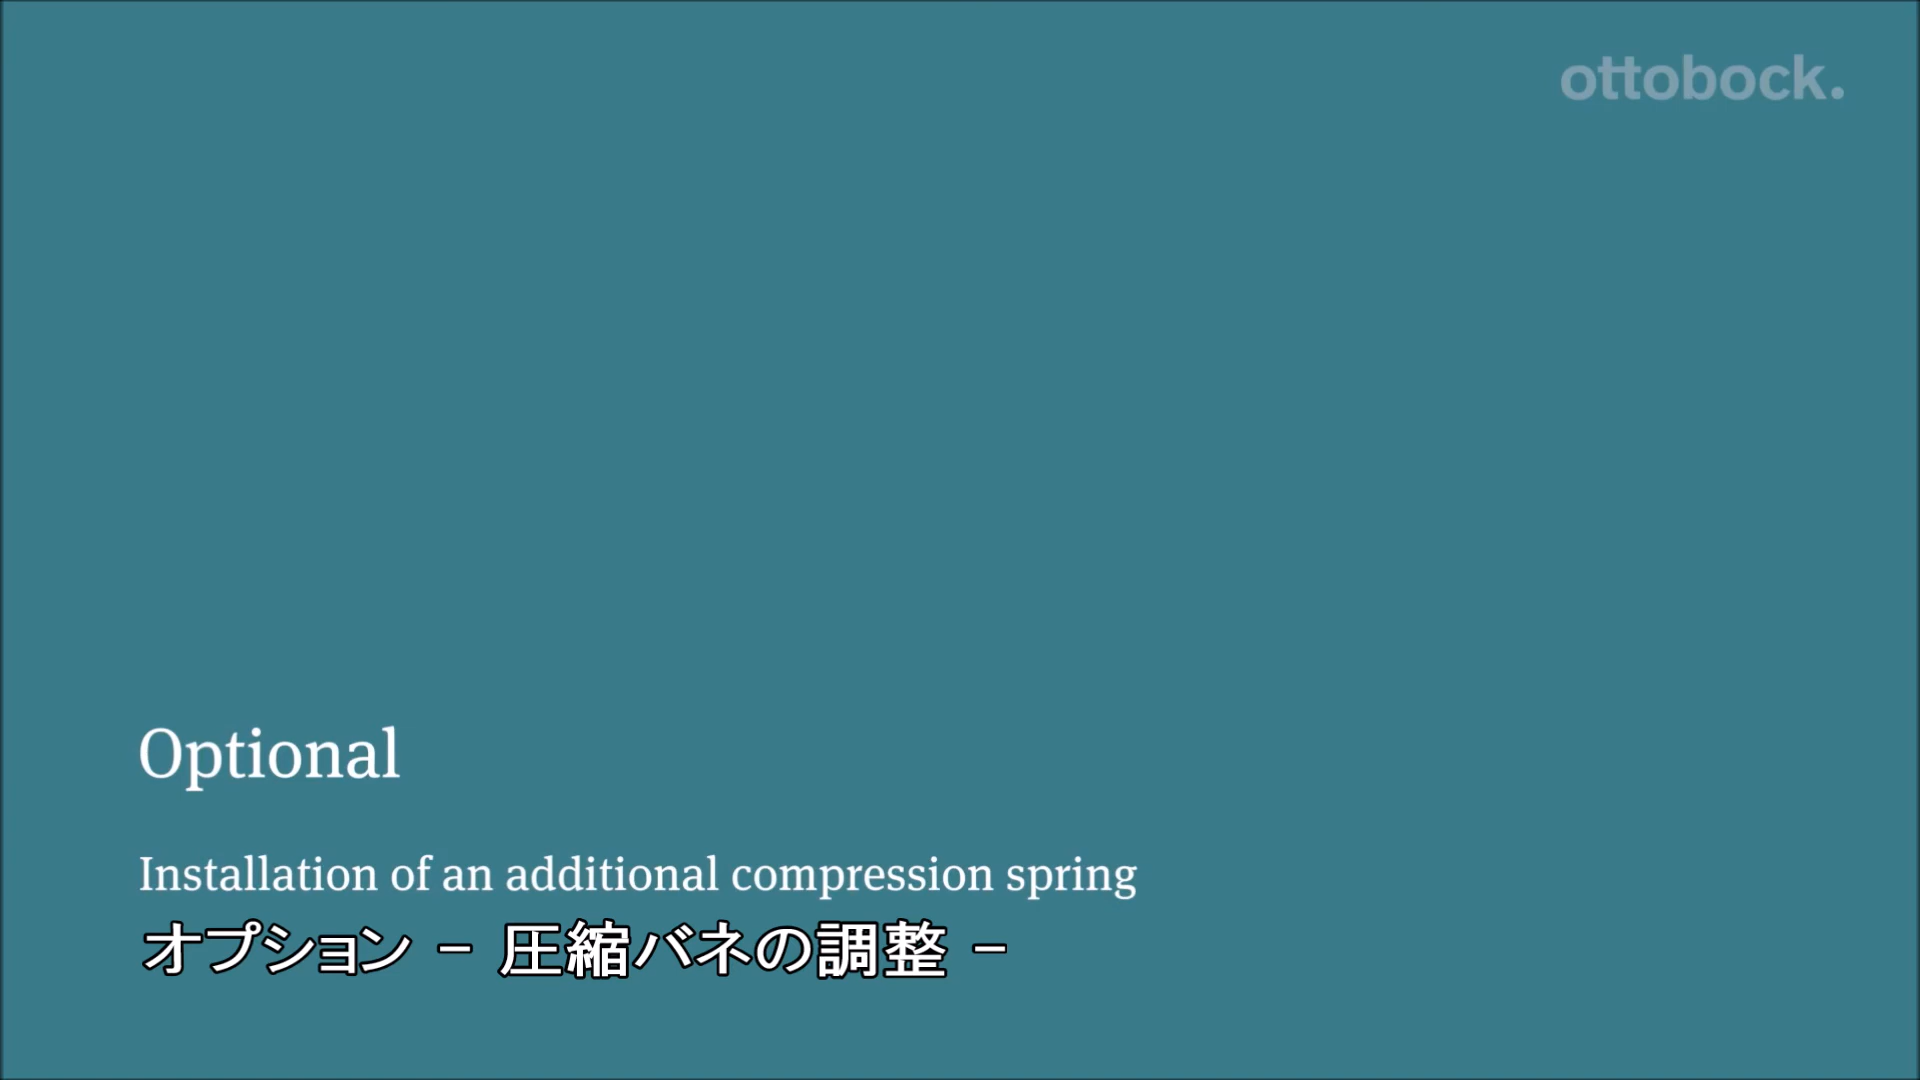 ottobock.
Optional
Installation of an additional compression spring
オプション － 圧縮バネの調整 －